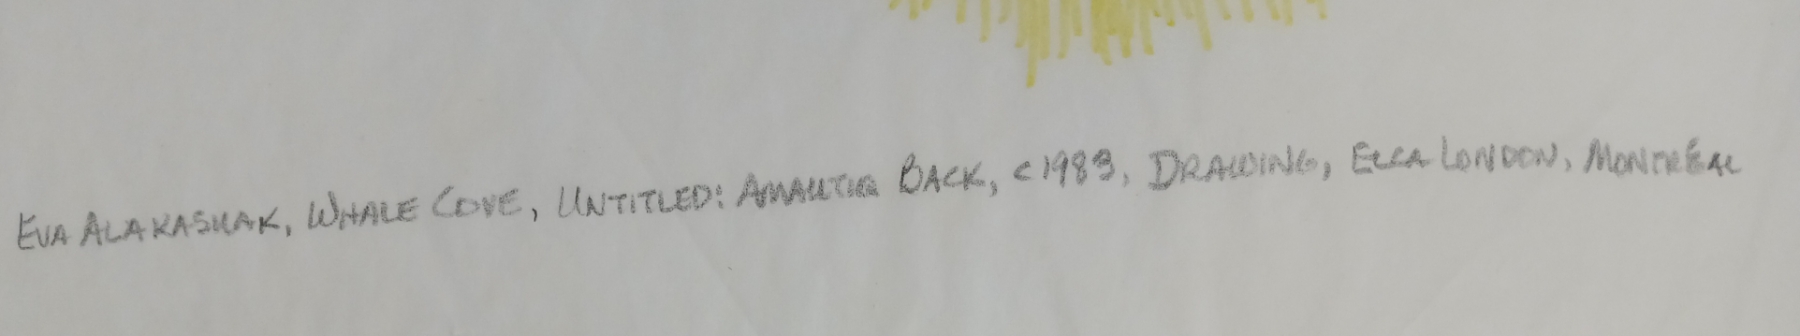 EVA ALAKASUAK, WHALE COVE, UNTITLED: AMAUTIQ BACK, C1983, DRAWING, ELCA LONDON, MONTRÉAL